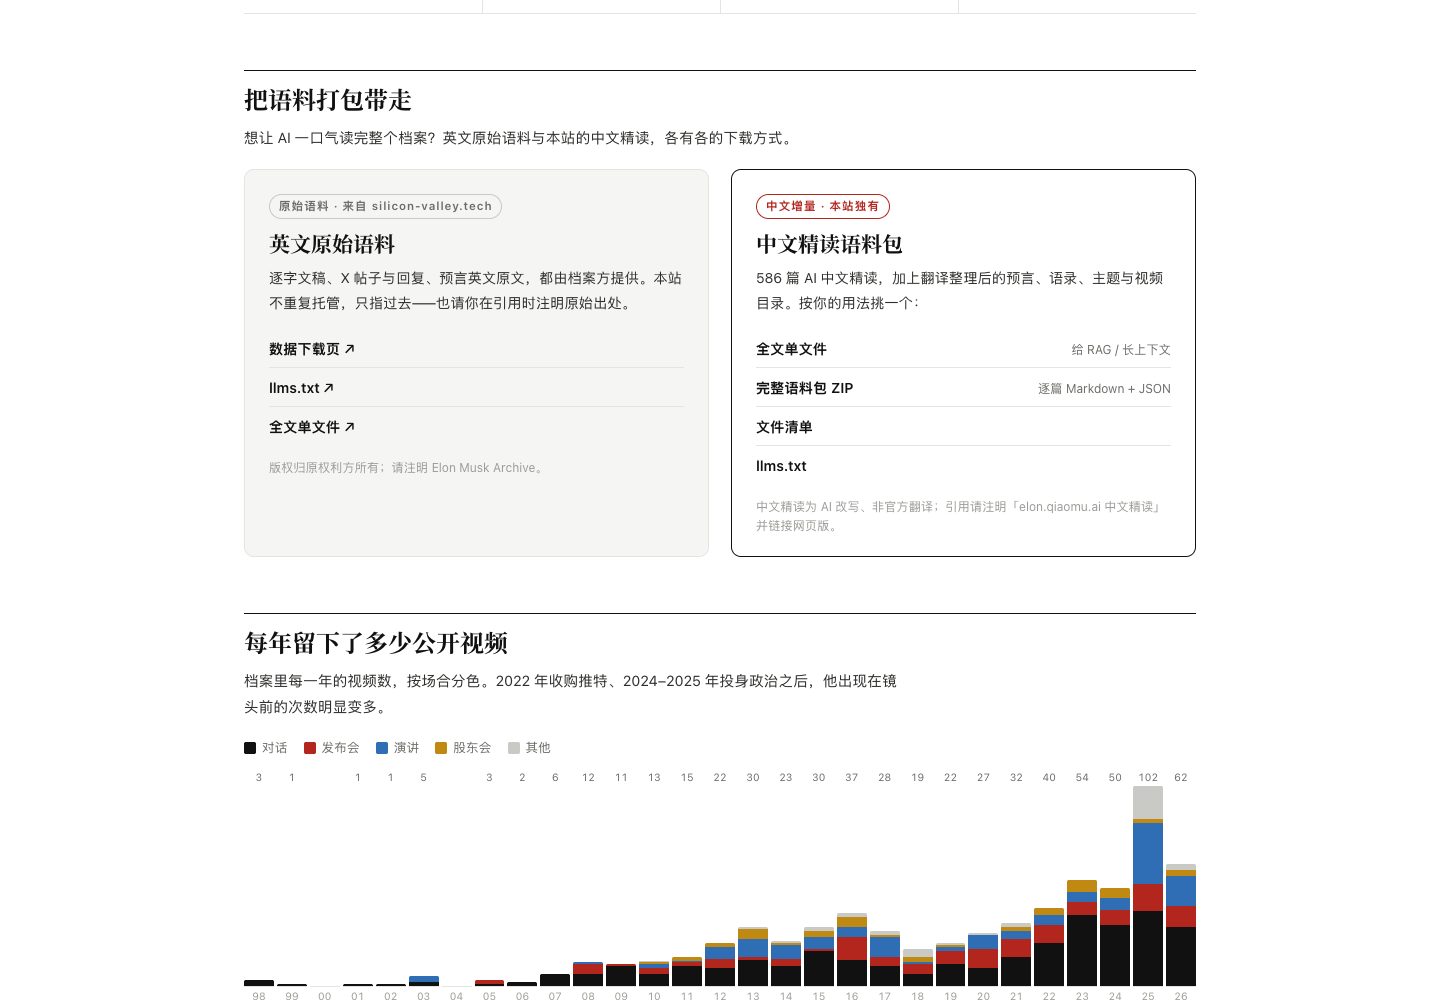 把语料打包带走
想让 AI 一口气读完整个档案？英文原始语料与本站的中文精读，各有各的下载方式。
原始语料 · 来自 silicon-valley.tech
英文原始语料
逐字文稿、X 帖子与回复、预言英文原文，都由档案方提供。本站
不重复托管，只指过去——也请你在引用时注明原始出处。
数据下载页 ↗
llms.txt ↗
全文单文件 ↗
版权归原权利方所有；请注明 Elon Musk Archive。
中文增量 · 本站独有
中文精读语料包
586 篇 AI 中文精读，加上翻译整理后的预言、语录、主题与视频
目录。按你的用法挑一个：
全文单文件 给 RAG / 长上下文
完整语料包 ZIP 逐篇 Markdown + JSON
文件清单
llms.txt
中文精读为 AI 改写、非官方翻译；引用请注明「elon.qiaomu.ai 中文精读」
并链接网页版。
每年留下了多少公开视频
档案里每一年的视频数，按场合分色。2022 年收购推特、2024–2025 年投身政治之后，他出现在镜
头前的次数明显变多。
对话 发布会 演讲 股东会 其他
3 1 1 1 5 3 2 6 12 11 13 15 22 30 23 30 37 28 19 22 27 32 40 54 50 102 62
98 99 00 01 02 03 04 05 06 07 08 09 10 11 12 13 14 15 16 17 18 19 20 21 22 23 24 25 26